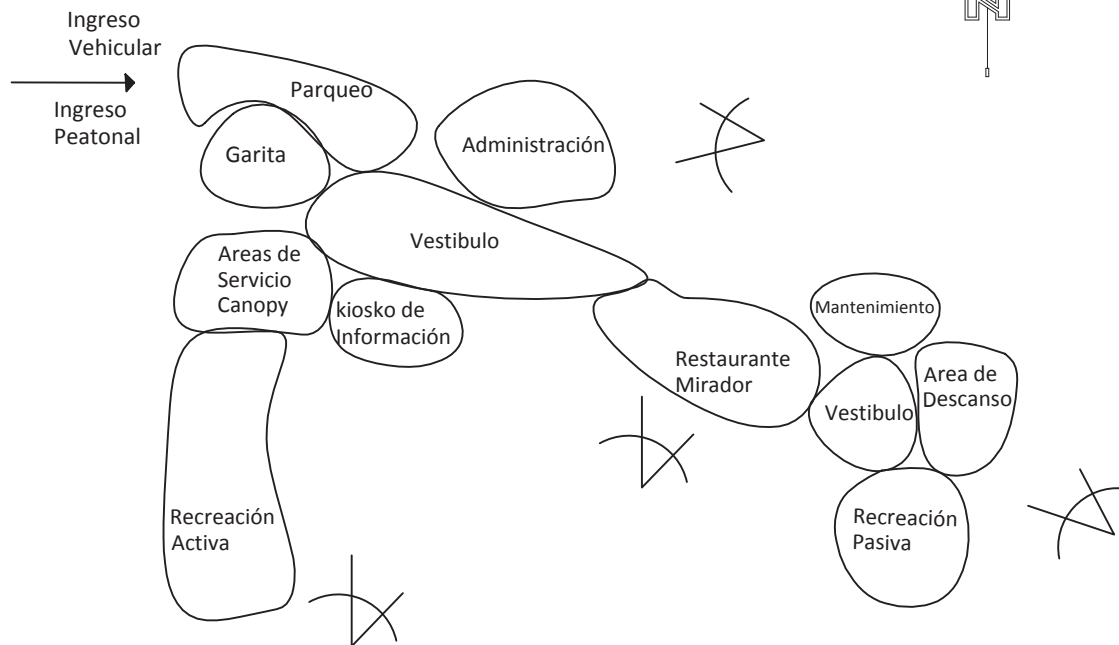 N
Ingreso
Vehicular
Ingreso
Peatonal
Parqueo
Garita
Administración
Vestibulo
Areas de
Servicio
Canopy
kiosko de
Información
Mantenimiento
Restaurante
Mirador
Vestibulo
Area de
Descanso
Recreación
Activa
Recreación
Pasiva